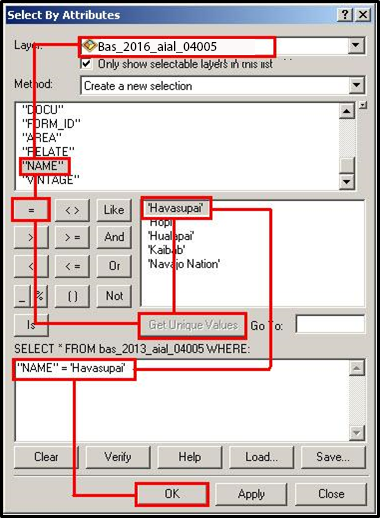 Select By Attributes
Layer: Bas_2016_aial_04005
Only show selectable layers in this list
Method: Create a new selection
"DOCU"
"FORM_ID"
"AREA"
"RELATE"
"NAME"
"VINTAGE"
= < > Like
> > = And
< < = Or
_ % ( ) Not
Is
'Havasupai'
'Hopi'
'Hualapai'
'Kaibab'
'Navajo Nation'
Get Unique Values Go To:
SELECT * FROM bas_2013_aial_04005 WHERE:
"NAME" = 'Havasupai'
Clear Verify Help Load... Save...
OK Apply Close